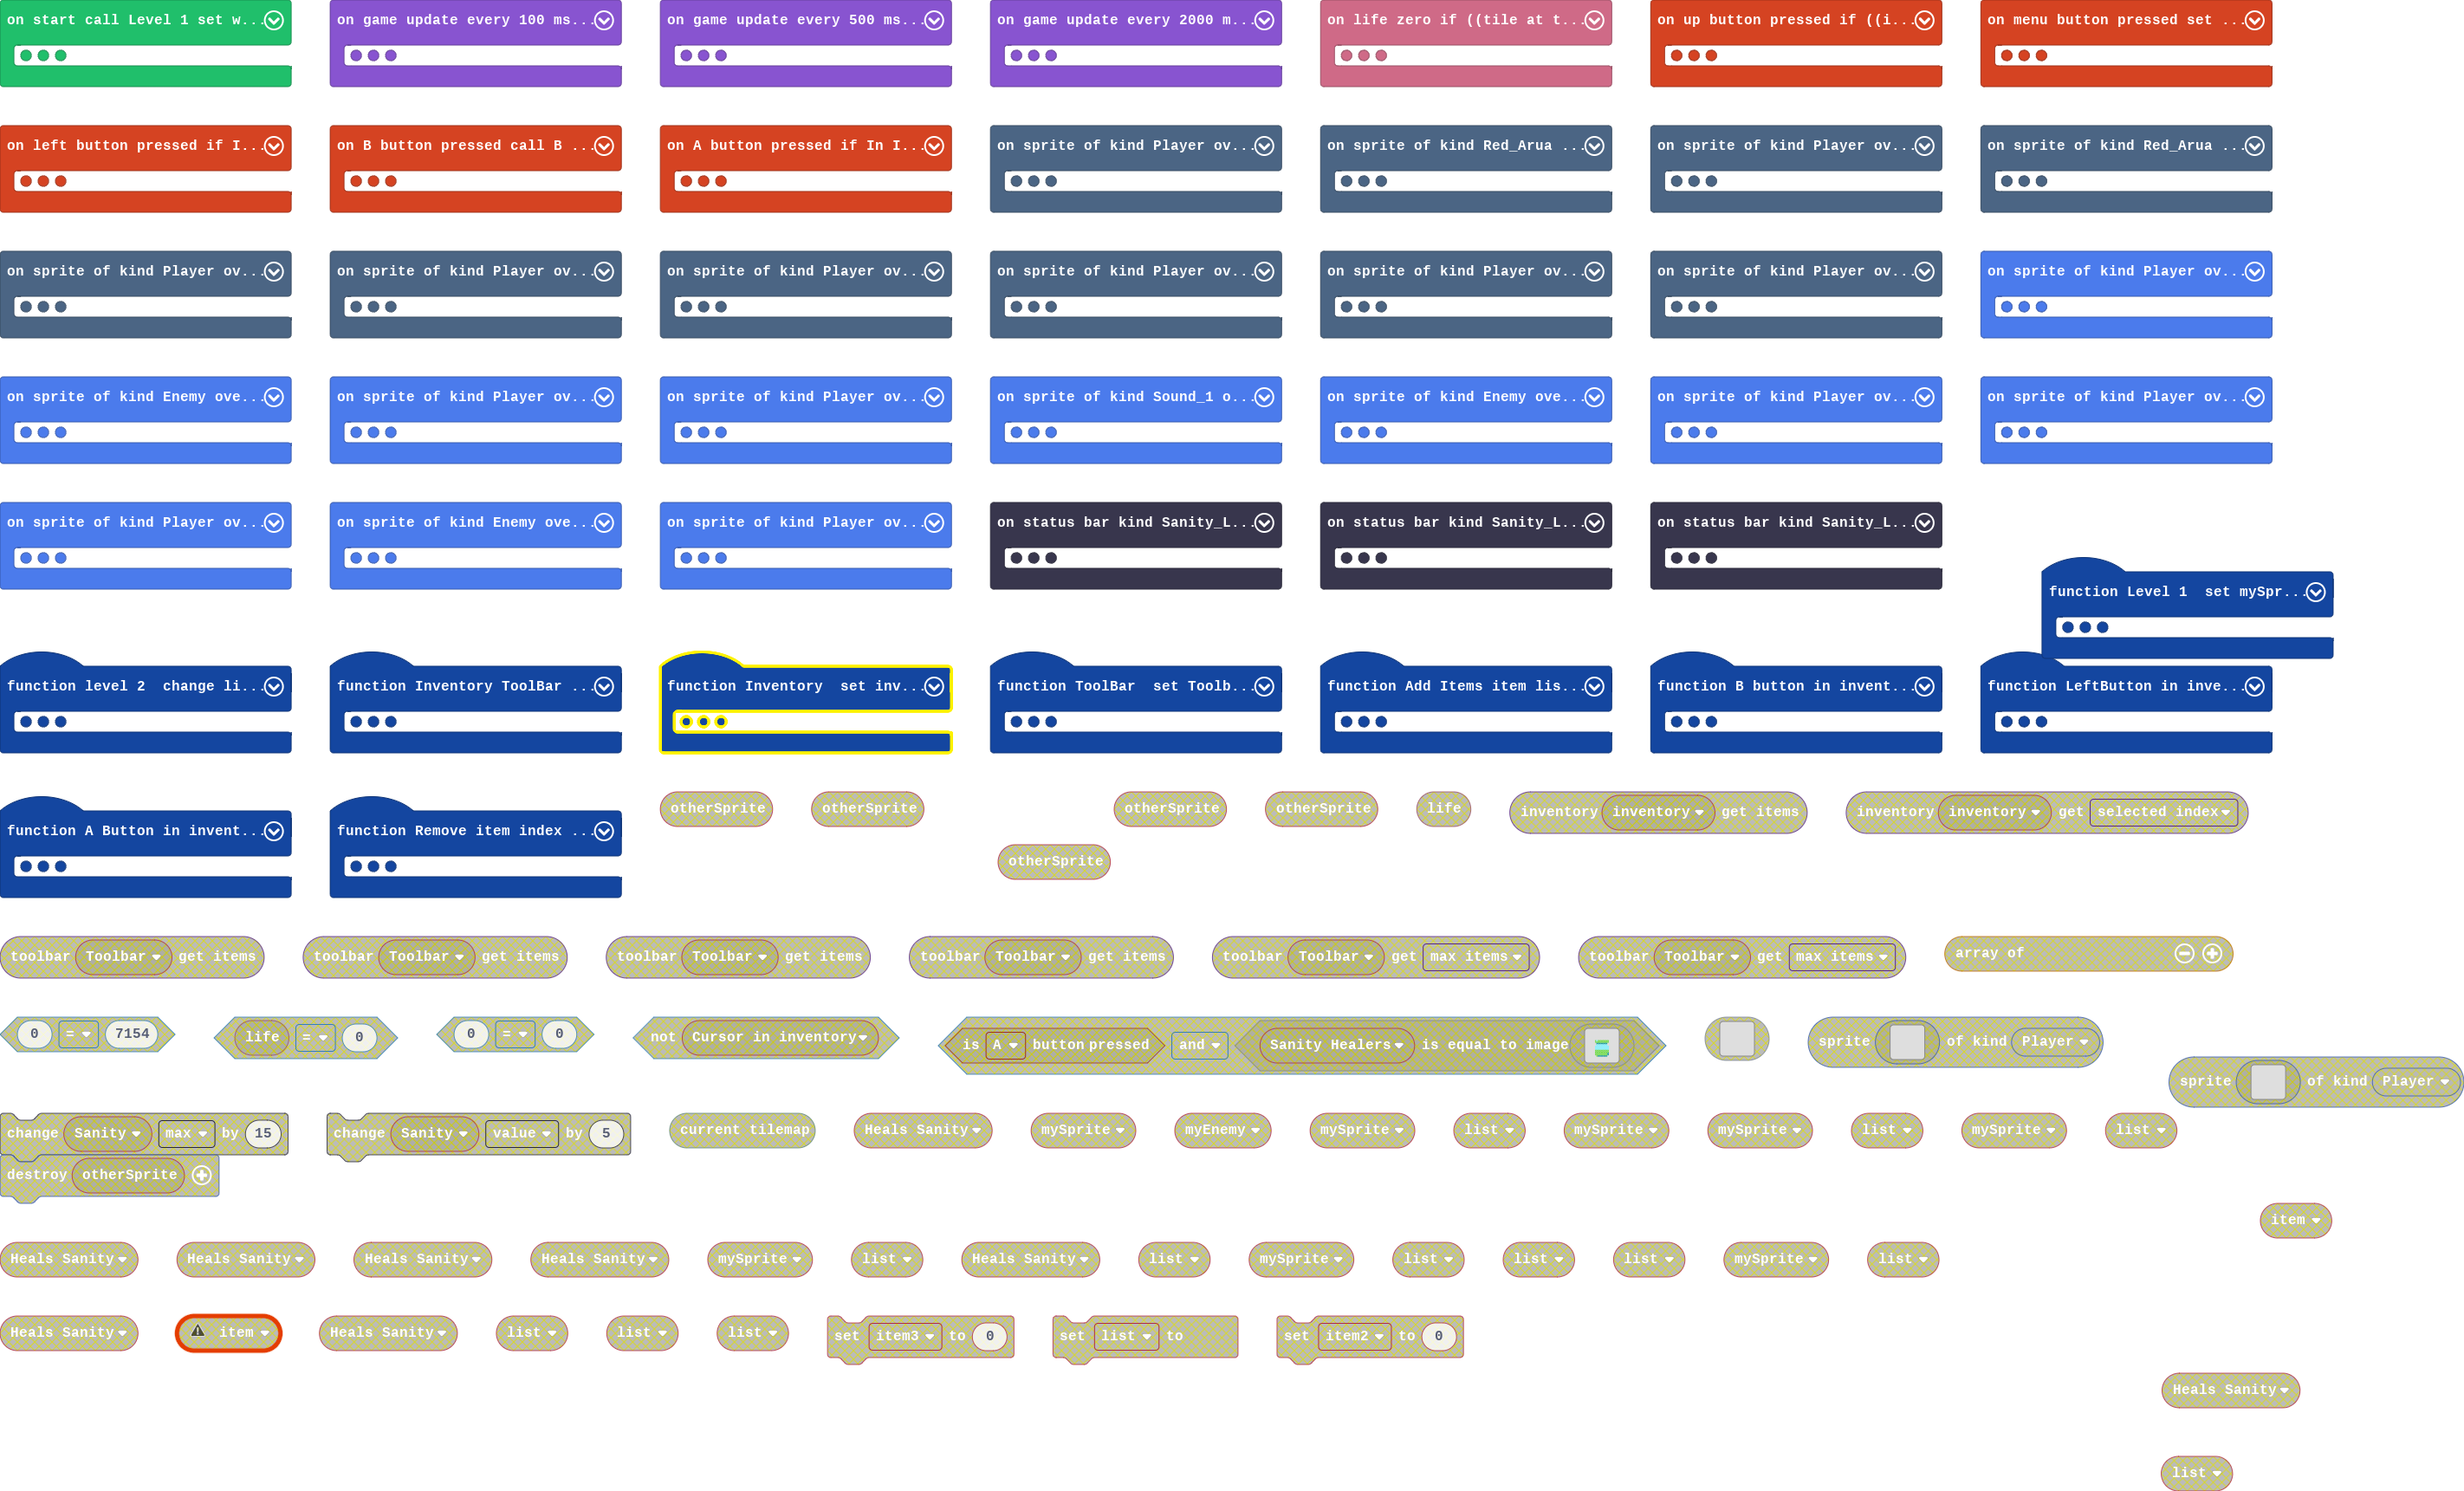 on start call Level 1 set w...
on game update every 100 ms...
on game update every 500 ms...
on game update every 2000 m...
on life zero if ((tile at t...
on up button pressed if ((i...
on menu button pressed set ...
on left button pressed if I...
on B button pressed call B ...
on A button pressed if In I...
on sprite of kind Player ov...
on sprite of kind Red_Arua ...
on sprite of kind Player ov...
on sprite of kind Red_Arua ...
on sprite of kind Player ov...
on sprite of kind Player ov...
on sprite of kind Player ov...
on sprite of kind Player ov...
on sprite of kind Player ov...
on sprite of kind Player ov...
on sprite of kind Player ov...
on sprite of kind Enemy ove...
on sprite of kind Player ov...
on sprite of kind Player ov...
on sprite of kind Sound_1 o...
on sprite of kind Enemy ove...
on sprite of kind Player ov...
on sprite of kind Player ov...
on sprite of kind Player ov...
on sprite of kind Enemy ove...
on sprite of kind Player ov...
on status bar kind Sanity_L...
on status bar kind Sanity_L...
on status bar kind Sanity_L...
function Level 1 set mySpr...
function level 2 change li...
function Inventory ToolBar ...
function Inventory set inv...
function ToolBar set Toolb...
function Add Items item lis...
function B button in invent...
function LeftButton in inve...
function A Button in invent...
function Remove item index ...
otherSprite
otherSprite
otherSprite
otherSprite
life
inventory inventory get items
inventory inventory get selected index
otherSprite
toolbar Toolbar get items
toolbar Toolbar get items
toolbar Toolbar get items
toolbar Toolbar get items
toolbar Toolbar get max items
toolbar Toolbar get max items
array of
0 = 7154
life = 0
0 = 0
not Cursor in inventory
is A button pressed and Sanity Healers is equal to image
sprite of kind Player
sprite of kind Player
change Sanity max by 15
change Sanity value by 5
current tilemap
Heals Sanity
mySprite
myEnemy
mySprite
list
mySprite
mySprite
list
mySprite
list
destroy otherSprite
item
Heals Sanity
Heals Sanity
Heals Sanity
Heals Sanity
mySprite
list
Heals Sanity
list
mySprite
list
list
list
mySprite
list
Heals Sanity
item
Heals Sanity
list
list
list
set item3 to 0
set list to
set item2 to 0
Heals Sanity
list